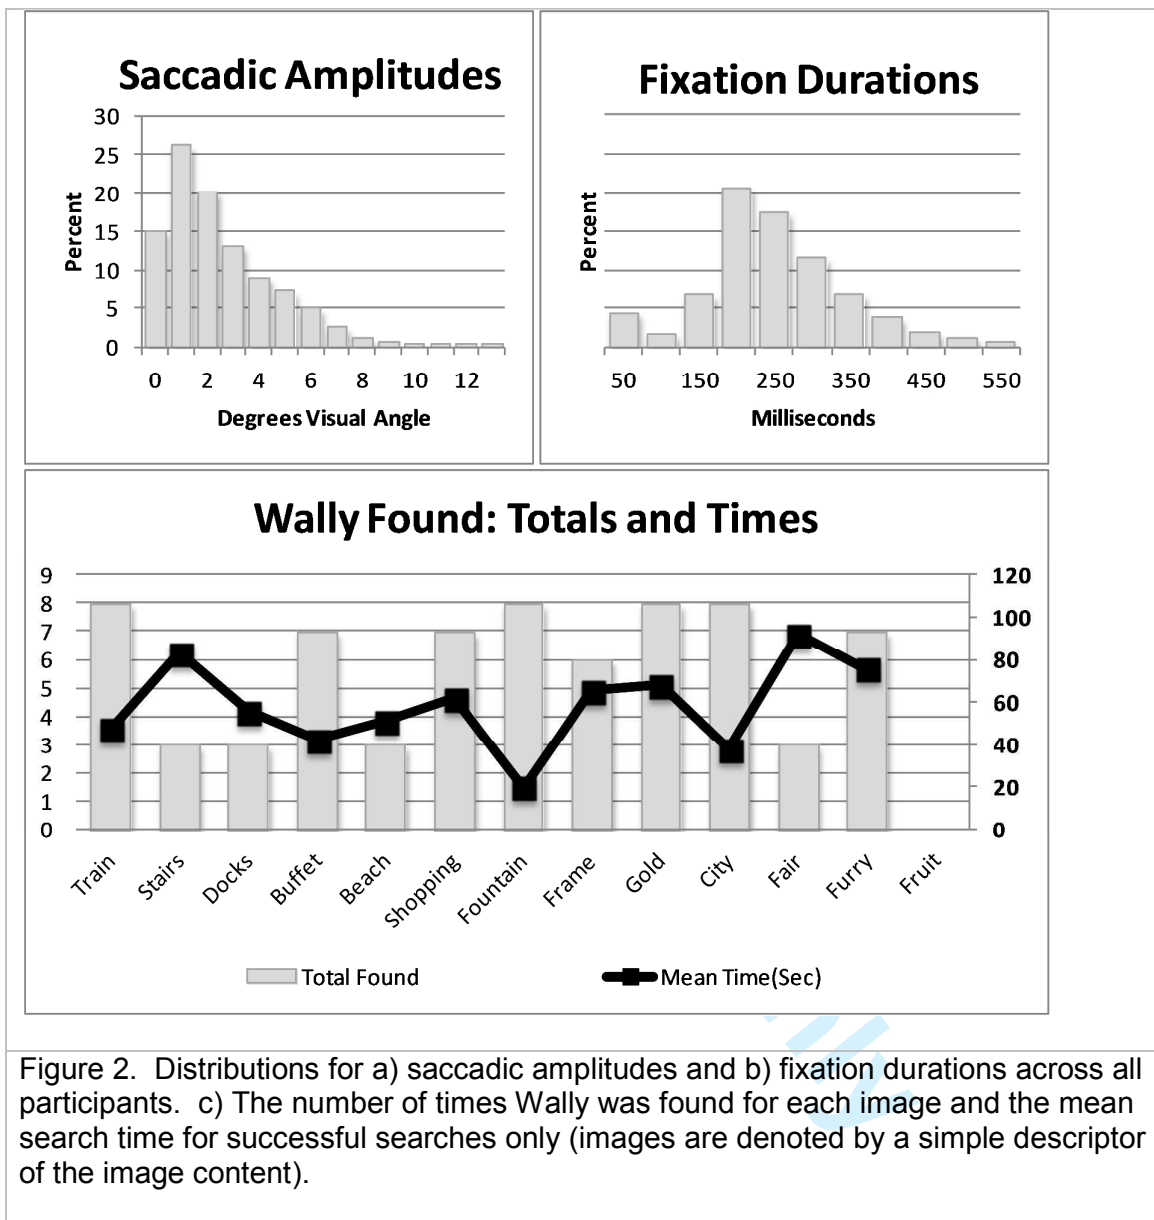 Saccadic Amplitudes
30
25
20
15
10
5
0
Percent
0 2 4 6 8 10 12
Degrees Visual Angle
Fixation Durations
Percent
50 150 250 350 450 550
Milliseconds
Wally Found: Totals and Times
9
8
7
6
5
4
3
2
1
0
120
100
80
60
40
20
0
Train Stairs Docks Buffet Beach Shopping Fountain Frame Gold City Fair Furry Fruit
Total Found Mean Time(Sec)
nly
Figure 2. Distributions for a) saccadic amplitudes and b) fixation durations across all
participants. c) The number of times Wally was found for each image and the mean
search time for successful searches only (images are denoted by a simple descriptor
of the image content).